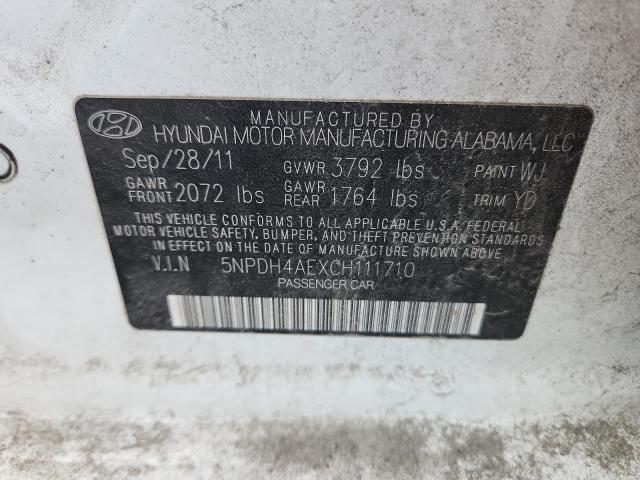 MANUFACTURED BY
HYUNDAI MOTOR MANUFACTURING ALABAMA, LLC
Sep/28/11 GVWR 3792 lbs PAINT WJ
GAWR FRONT 2072 lbs GAWR REAR 1764 lbs TRIM YD
THIS VEHICLE CONFORMS TO ALL APPLICABLE U.S.A. FEDERAL
MOTOR VEHICLE SAFETY, BUMPER, AND THEFT PREVENTION STANDARDS
IN EFFECT ON THE DATE OF MANUFACTURE SHOWN ABOVE.
V.I.N 5NPDH4AEXCH111710
PASSENGER CAR